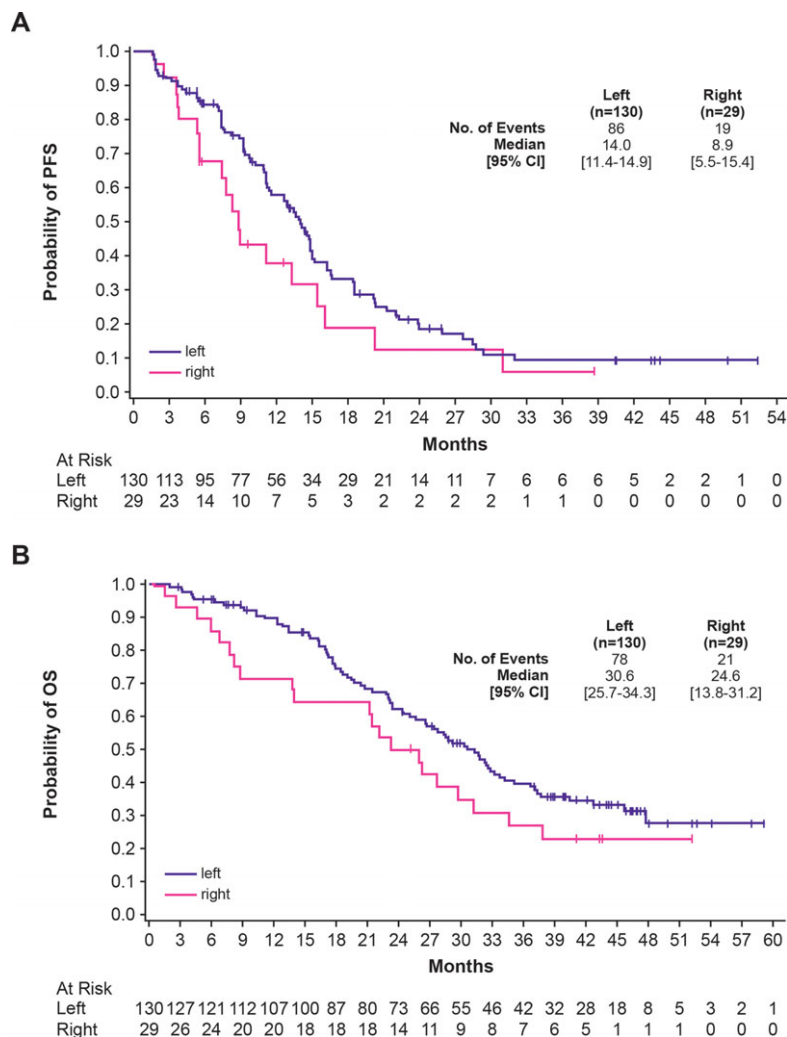 A
1.0
0.9
0.8
0.7
0.6
0.5
0.4
0.3
0.2
0.1
0.0
Probability of PFS
Left Right
(n=130) (n=29)
No. of Events 86 19
Median 14.0 8.9
[95% CI] [11.4-14.9] [5.5-15.4]
left
right
0 3 6 9 12 15 18 21 24 27 30 33 36 39 42 45 48 51 54
Months
At Risk
Left 130 113 95 77 56 34 29 21 14 11 7 6 6 6 5 2 2 1 0
Right 29 23 14 10 7 5 3 2 2 2 2 1 1 0 0 0 0 0 0
B
1.0
0.9
0.8
0.7
0.6
0.5
0.4
0.3
0.2
0.1
0.0
Probability of OS
Left Right
(n=130) (n=29)
No. of Events 78 21
Median 30.6 24.6
[95% CI] [25.7-34.3] [13.8-31.2]
left
right
0 3 6 9 12 15 18 21 24 27 30 33 36 39 42 45 48 51 54 57 60
Months
At Risk
Left 130 127 121 112 107 100 87 80 73 66 55 46 42 32 28 18 8 5 3 2 1
Right 29 26 24 20 20 18 18 18 14 11 9 8 7 6 5 1 1 1 0 0 0